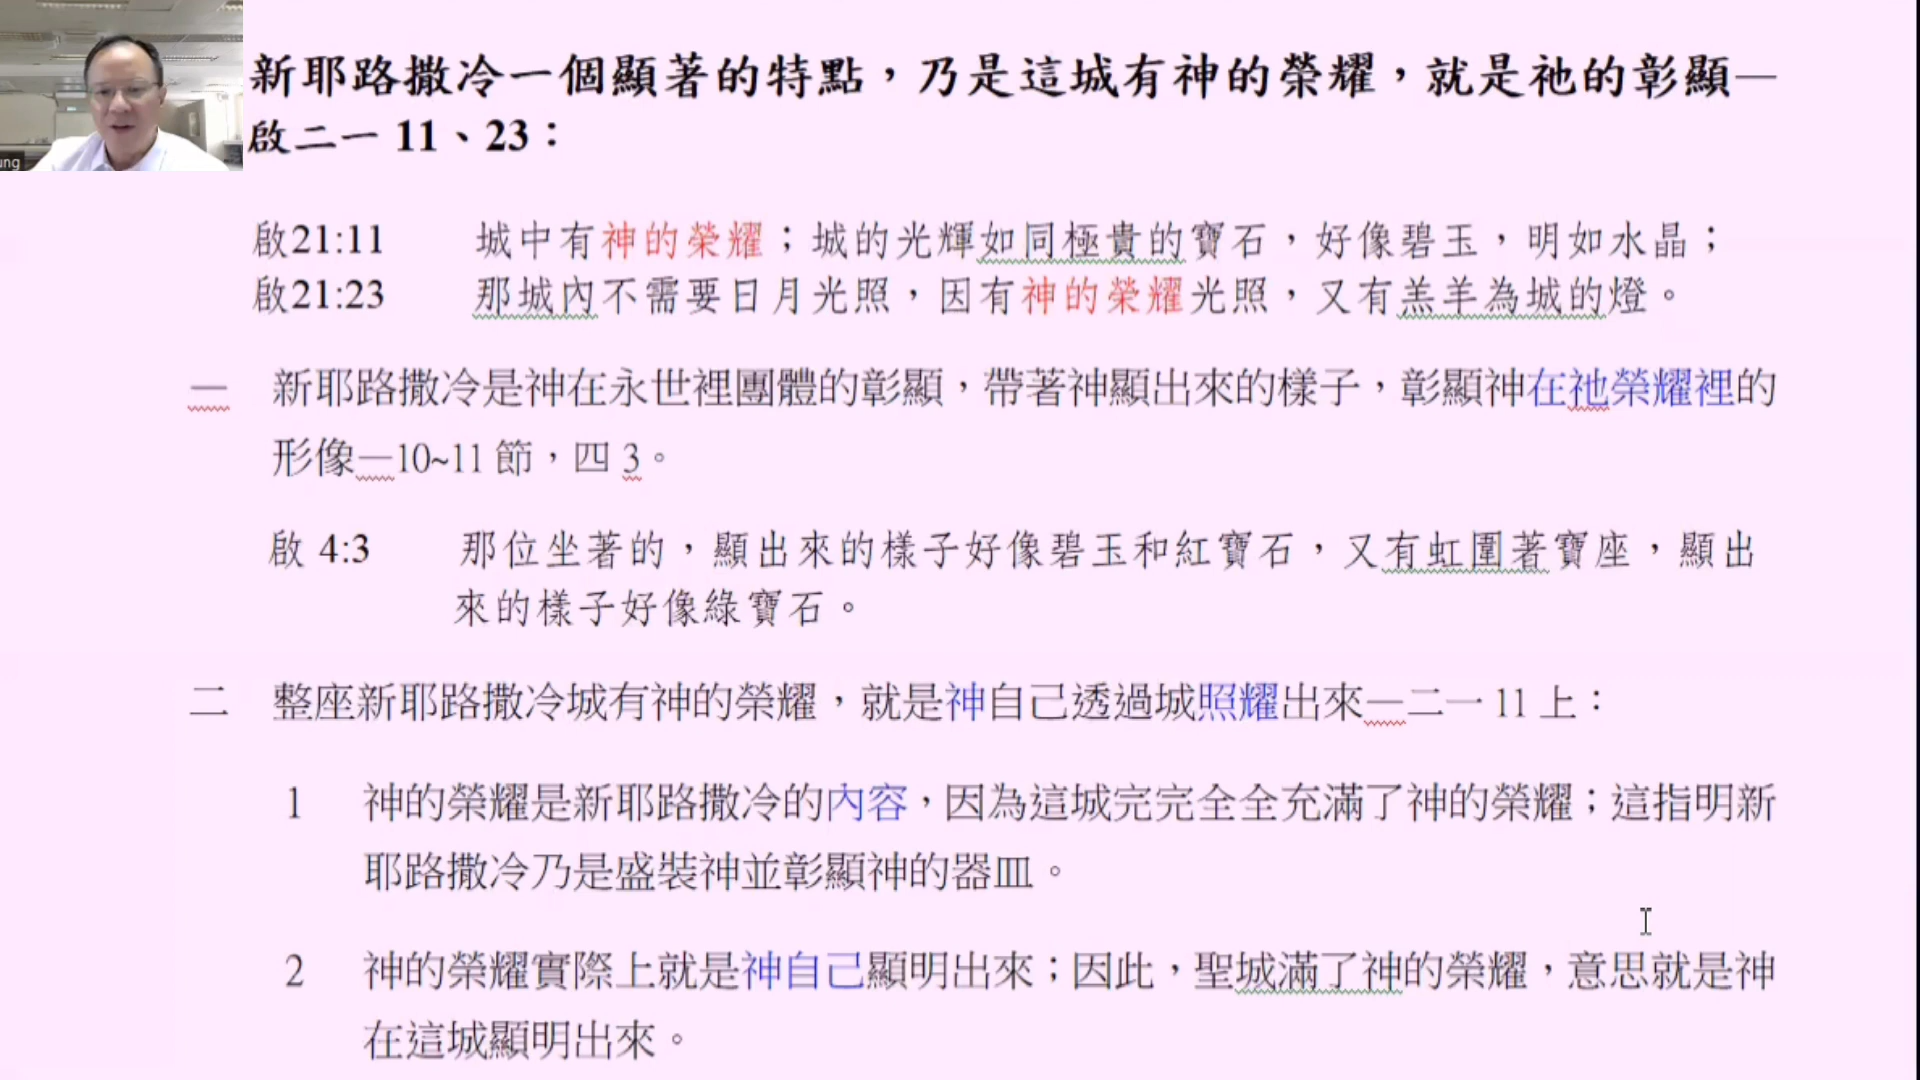 新耶路撒冷一個顯著的特點，乃是這城有神的榮耀，就是祂的彰顯—
啟二一 11、23：
ung
啟21:11 城中有神的榮耀；城的光輝如同極貴的寶石，好像碧玉，明如水晶；
啟21:23 那城內不需要日月光照，因有神的榮耀光照，又有羔羊為城的燈。
一 新耶路撒冷是神在永世裡團體的彰顯，帶著神顯出來的樣子，彰顯神在祂榮耀裡的
形像—10~11 節，四 3。
啟 4:3 那位坐著的，顯出來的樣子好像碧玉和紅寶石，又有虹圍著寶座，顯出
來的樣子好像綠寶石。
二 整座新耶路撒冷城有神的榮耀，就是神自己透過城照耀出來—二一 11 上：
1 神的榮耀是新耶路撒冷的內容，因為這城完完全全充滿了神的榮耀；這指明新
耶路撒冷乃是盛裝神並彰顯神的器皿。
2 神的榮耀實際上就是神自己顯明出來；因此，聖城滿了神的榮耀，意思就是神
在這城顯明出來。